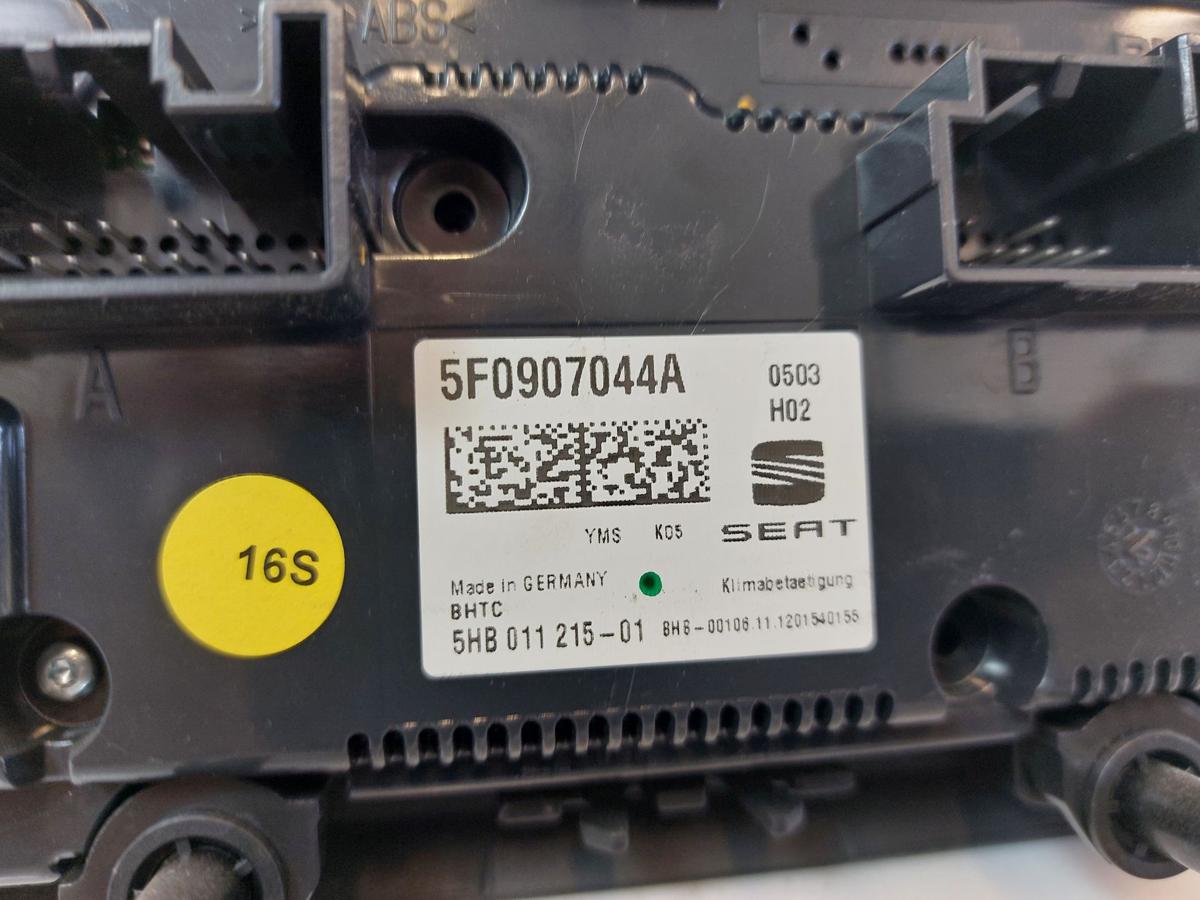 ABS<
A
B
5F0907044A
0503
H02
YMS K05
SEAT
Made in GERMANY
Klimabetaetigung
BHTC
5HB 011 215-01
BHB-00106.11.1201540155
16S